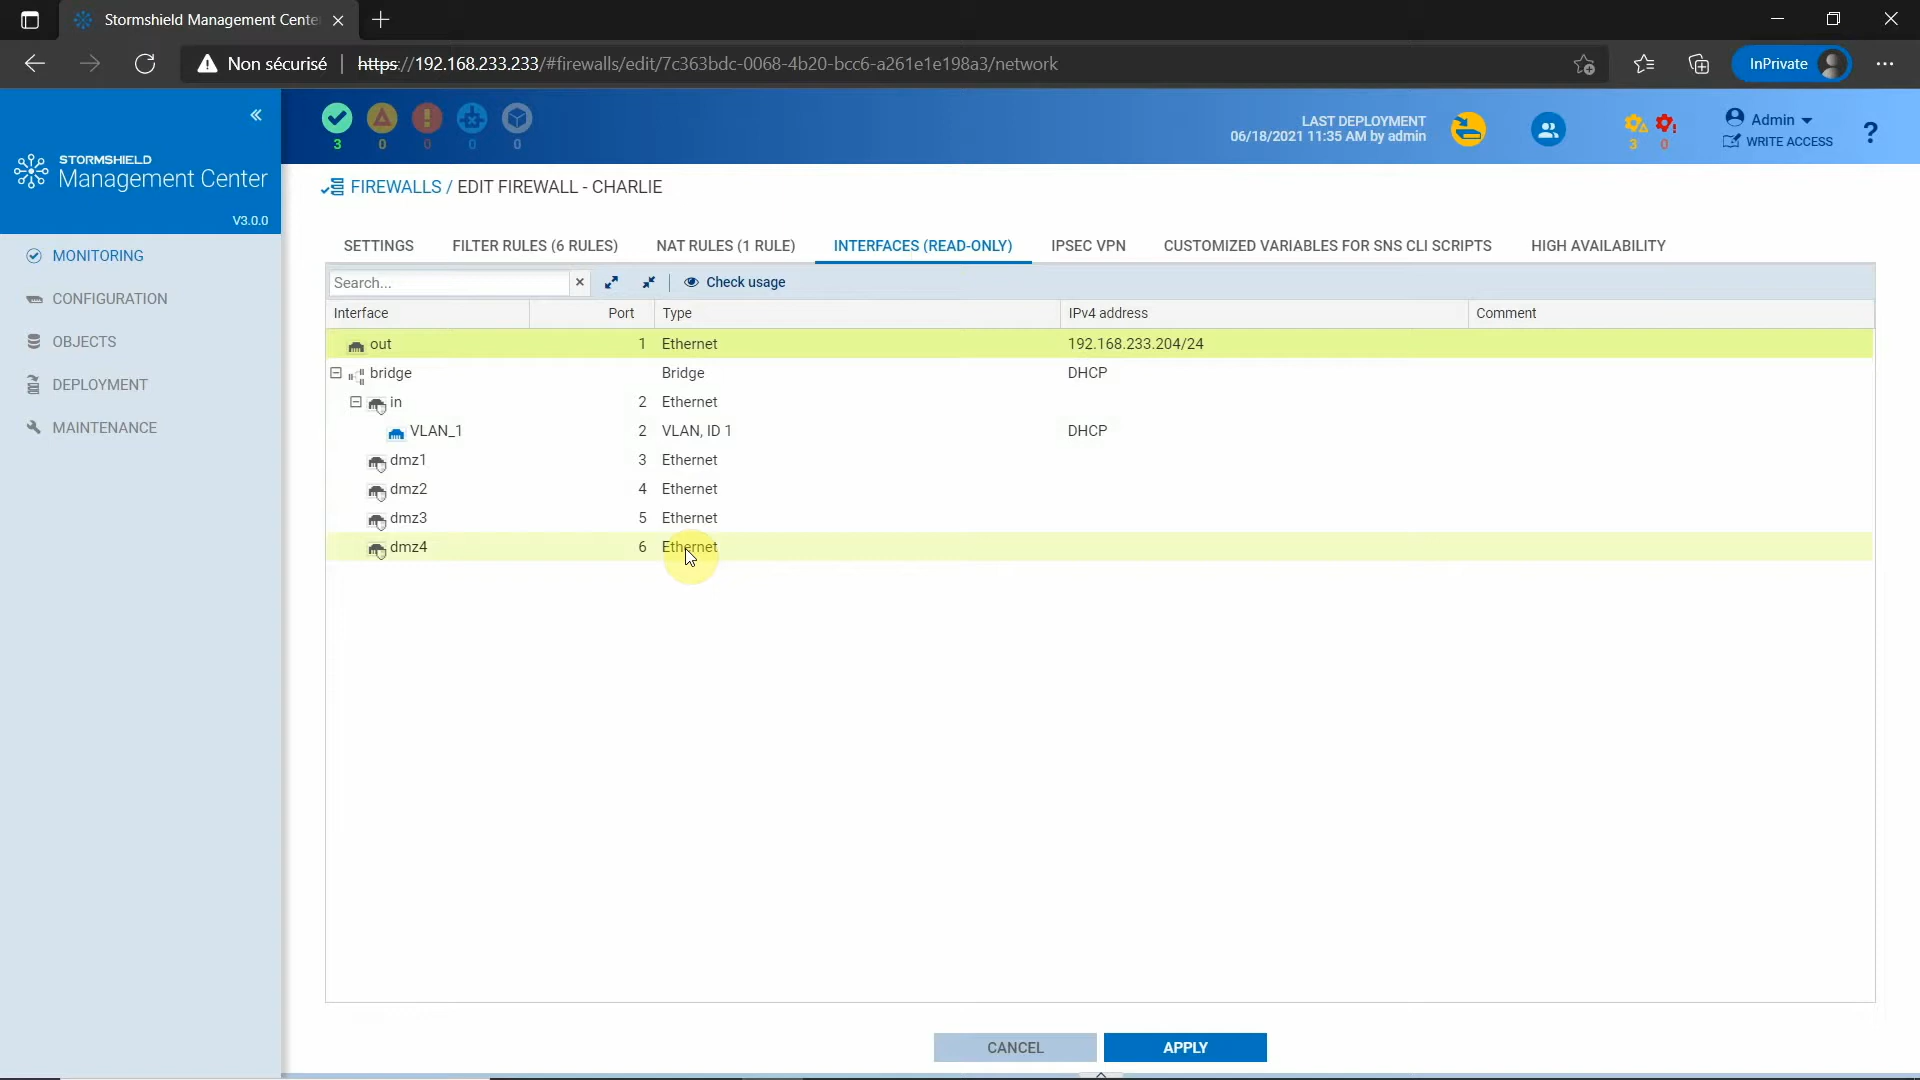 Stormshield Management Cente
Non sécurisé https://192.168.233.233/#firewalls/edit/7c363bdc-0068-4b20-bcc6-a261e1e198a3/network InPrivate
STORMSHIELD
Management Center
V3.0.0
MONITORING
CONFIGURATION
OBJECTS
DEPLOYMENT
MAINTENANCE
3 0 0 0 0
LAST DEPLOYMENT
06/18/2021 11:35 AM by admin
3 0
Admin
WRITE ACCESS
?
FIREWALLS / EDIT FIREWALL - CHARLIE
SETTINGS FILTER RULES (6 RULES) NAT RULES (1 RULE) INTERFACES (READ-ONLY) IPSEC VPN CUSTOMIZED VARIABLES FOR SNS CLI SCRIPTS HIGH AVAILABILITY
Search... Check usage
Interface Port Type IPv4 address Comment
out 1 Ethernet 192.168.233.204/24
bridge Bridge DHCP
in 2 Ethernet
VLAN_1 2 VLAN, ID 1 DHCP
dmz1 3 Ethernet
dmz2 4 Ethernet
dmz3 5 Ethernet
dmz4 6 Ethernet
CANCEL APPLY